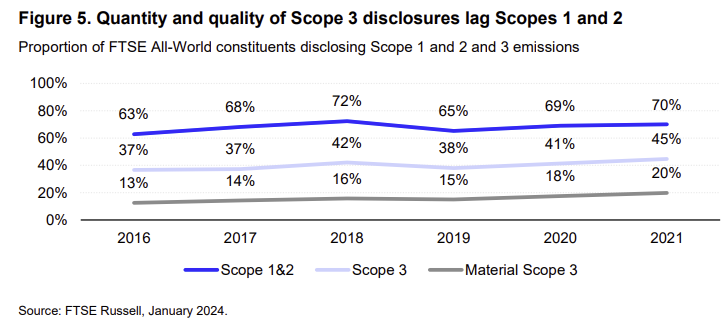 Figure 5. Quantity and quality of Scope 3 disclosures lag Scopes 1 and 2
Proportion of FTSE All-World constituents disclosing Scope 1 and 2 and 3 emissions
100%
80%
60%
40%
20%
0%
63% 68% 72% 65% 69% 70%
37% 37% 42% 38% 41% 45%
13% 14% 16% 15% 18% 20%
2016 2017 2018 2019 2020 2021
Scope 1&2 Scope 3 Material Scope 3
Source: FTSE Russell, January 2024.